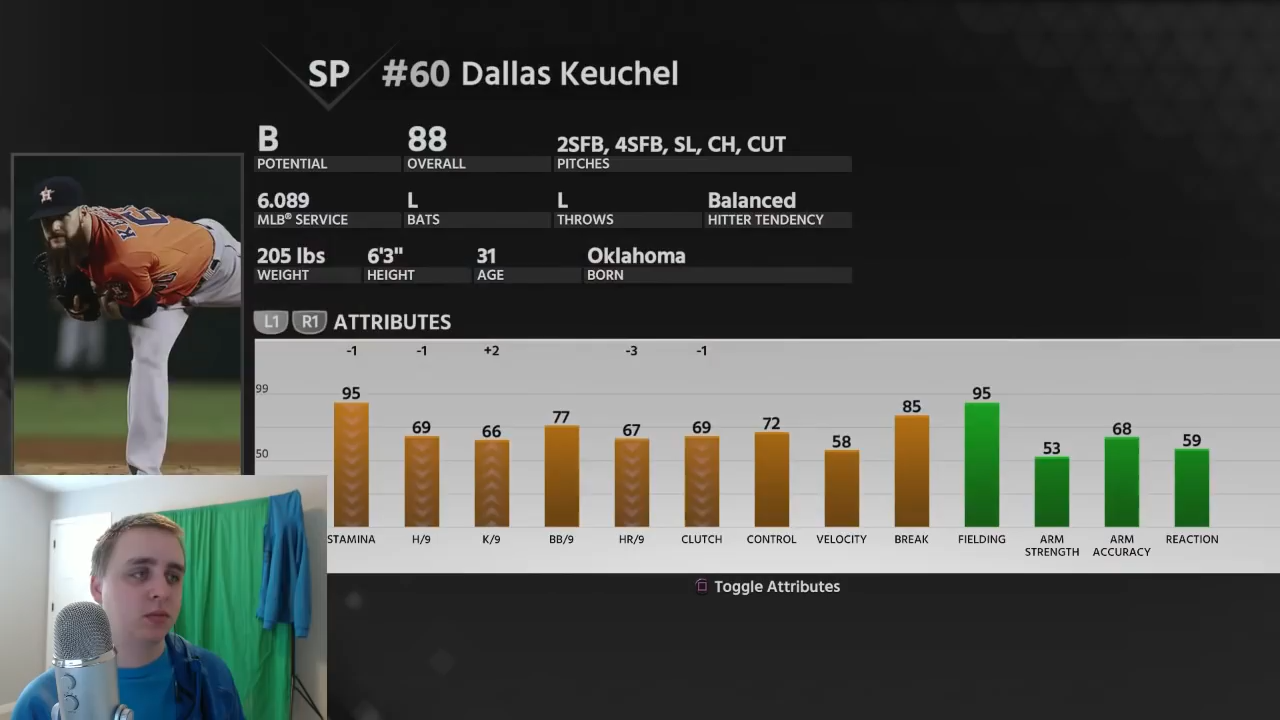 SP #60 Dallas Keuchel
B 88 2SFB, 4SFB, SL, CH, CUT
POTENTIAL OVERALL PITCHES
6.089 L L Balanced
MLB® SERVICE BATS THROWS HITTER TENDENCY
205 lbs 6'3" 31 Oklahoma
WEIGHT HEIGHT AGE BORN
L1 R1 ATTRIBUTES
-1 -1 +2 -3 -1
99
50
95 69 66 77 67 69 72 58 85 95 53 68 59
STAMINA H/9 K/9 BB/9 HR/9 CLUTCH CONTROL VELOCITY BREAK FIELDING ARM STRENGTH ARM ACCURACY REACTION
Toggle Attributes